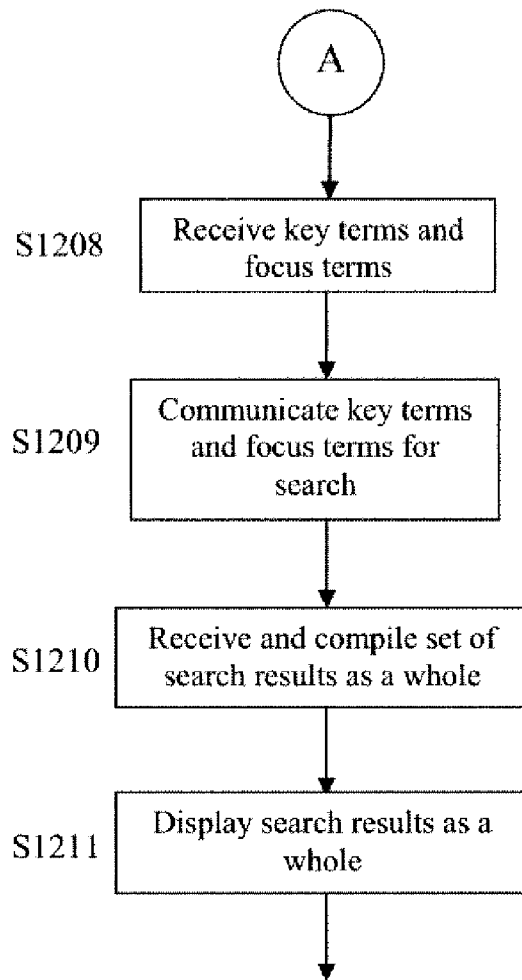 A
S1208
Receive key terms and
focus terms
S1209
Communicate key terms
and focus terms for
search
S1210
Receive and compile set of
search results as a whole
S1211
Display search results as a
whole